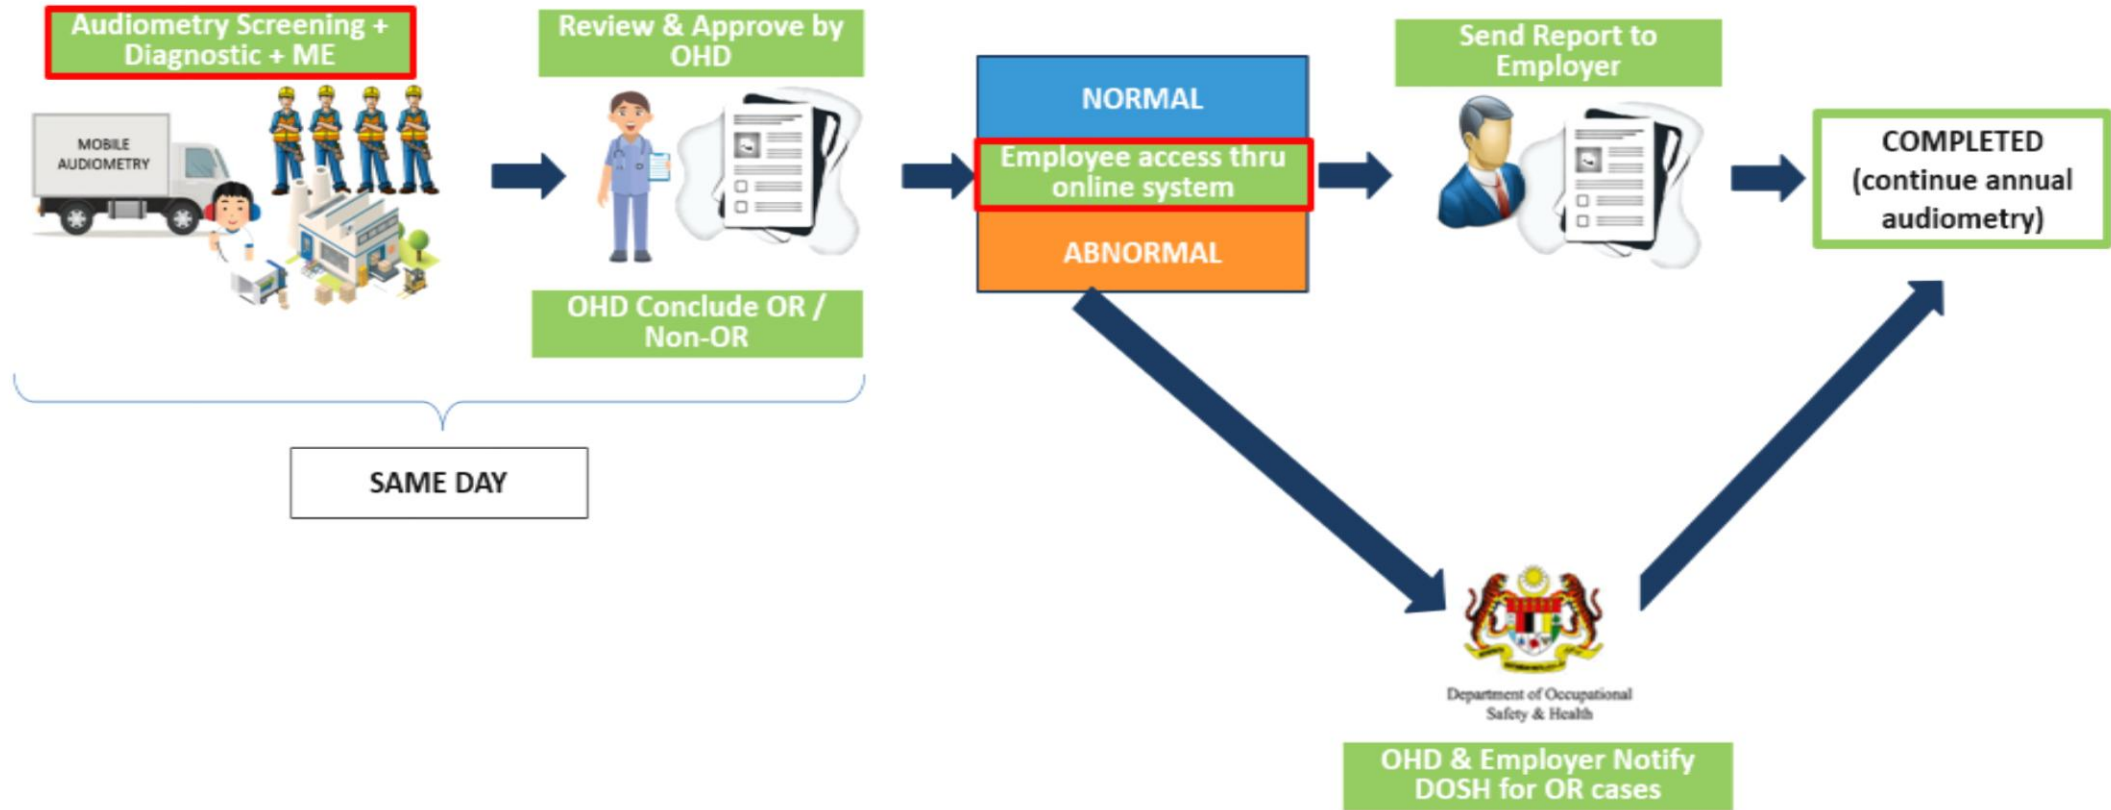 Audiometry Screening +
Diagnostic + ME
MOBILE
AUDIOMETRY
Review & Approve by
OHD
OHD Conclude OR /
Non-OR
SAME DAY
NORMAL
Employee access thru
online system
ABNORMAL
Send Report to
Employer
COMPLETED
(continue annual
audiometry)
Department of Occupational
Safety & Health
OHD & Employer Notify
DOSH for OR cases